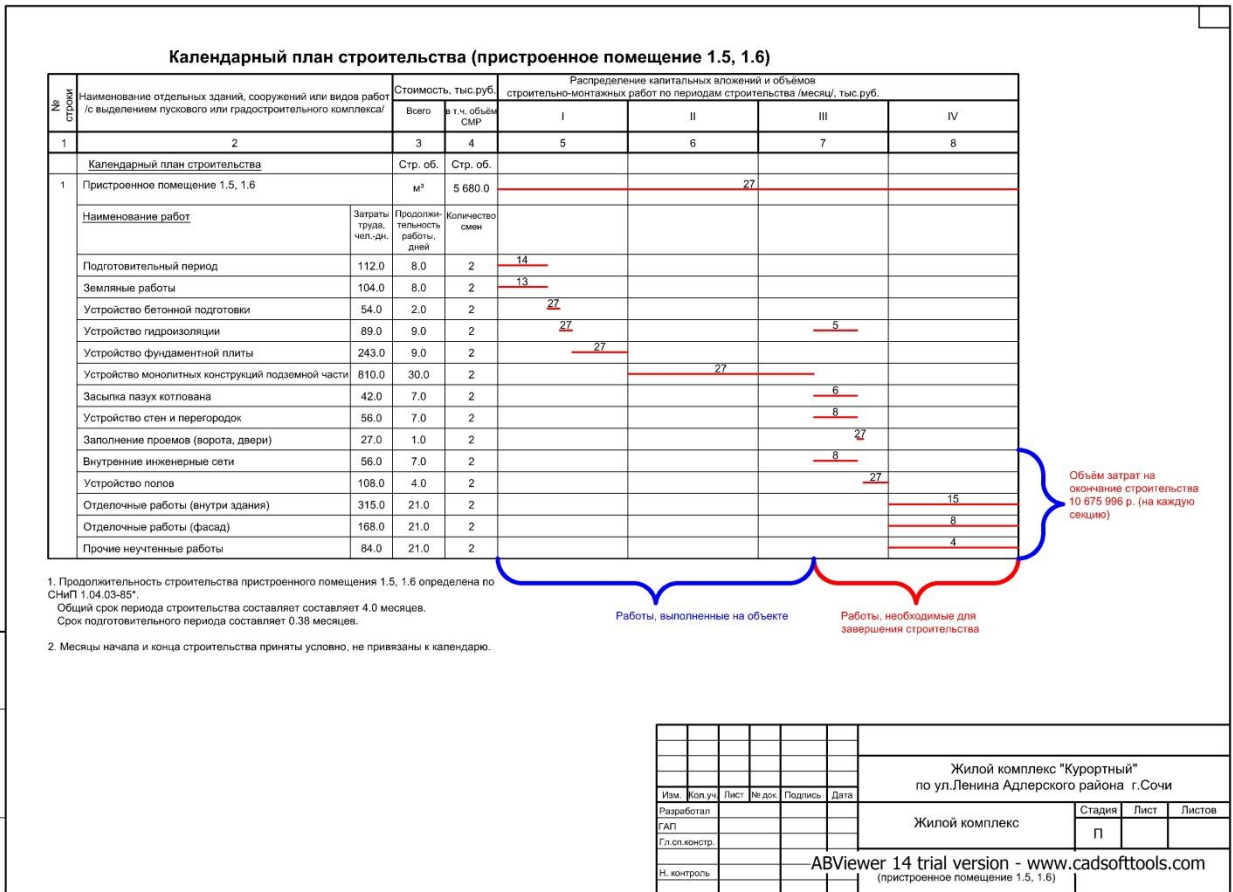 Календарный план строительства (пристроенное помещение 1.5, 1.6)
№ строки
Наименование отдельных зданий, сооружений или видов работ
/с выделением пускового или градостроительного комплекса/
Стоимость, тыс.руб.
Всего
в т.ч. объём
СМР
Распределение капитальных вложений и объёмов
строительно-монтажных работ по периодам строительства /месяц/, тыс.руб.
I II III IV
1 2 3 4 5 6 7 8
Календарный план строительства Стр. об. Стр. об.
1 Пристроенное помещение 1.5, 1.6 м³ 5 680.0 27
Наименование работ
Затраты
труда,
чел.-дн.
Продолжи-
тельность
работы,
дней
Количество
смен
Подготовительный период 112.0 8.0 2 14
Земляные работы 104.0 8.0 2 13
Устройство бетонной подготовки 54.0 2.0 2 27
Устройство гидроизоляции 89.0 9.0 2 27 5
Устройство фундаментной плиты 243.0 9.0 2 27
Устройство монолитных конструкций подземной части 810.0 30.0 2 27
Засыпка пазух котлована 42.0 7.0 2 6
Устройство стен и перегородок 56.0 7.0 2 8
Заполнение проемов (ворота, двери) 27.0 1.0 2 27
Внутренние инженерные сети 56.0 7.0 2 8
Устройство полов 108.0 4.0 2 27
Отделочные работы (внутри здания) 315.0 21.0 2 15
Отделочные работы (фасад) 168.0 21.0 2 8
Прочие неучтенные работы 84.0 21.0 2 4
Объём затрат на
окончание строительства
10 675 996 р. (на каждую
секцию)
Работы, выполненные на объекте
Работы, необходимые для
завершения строительства
1. Продолжительность строительства пристроенного помещения 1.5, 1.6 определена по
СНиП 1.04.03-85*.
Общий срок периода строительства составляет составляет 4.0 месяцев.
Срок подготовительного периода составляет 0.38 месяцев.
2. Месяцы начала и конца строительства приняты условно, не привязаны к календарю.
Жилой комплекс "Курортный"
по ул.Ленина Адлерского района г.Сочи
Изм. Кол.уч. Лист № док. Подпись Дата
Разработал
ГАП
Гл.сп.констр.
Н. контроль
Жилой комплекс
Стадия Лист Листов
П
ABViewer 14 trial version - www.cadsofttools.com
(пристроенное помещение 1.5, 1.6)